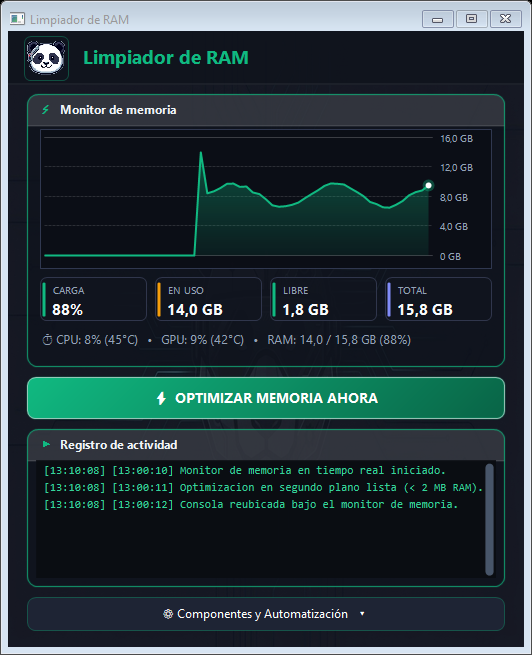 Limpiador de RAM
Limpiador de RAM
Monitor de memoria
16,0 GB
12,0 GB
8,0 GB
4,0 GB
0 GB
CARGA
88%
EN USO
14,0 GB
LIBRE
1,8 GB
TOTAL
15,8 GB
CPU: 8% (45°C) • GPU: 9% (42°C) • RAM: 14,0 / 15,8 GB (88%)
OPTIMIZAR MEMORIA AHORA
Registro de actividad
[13:10:08] [13:00:10] Monitor de memoria en tiempo real iniciado.
[13:10:08] [13:00:11] Optimizacion en segundo plano lista (< 2 MB RAM).
[13:10:08] [13:00:12] Consola reubicada bajo el monitor de memoria.
Componentes y Automatización